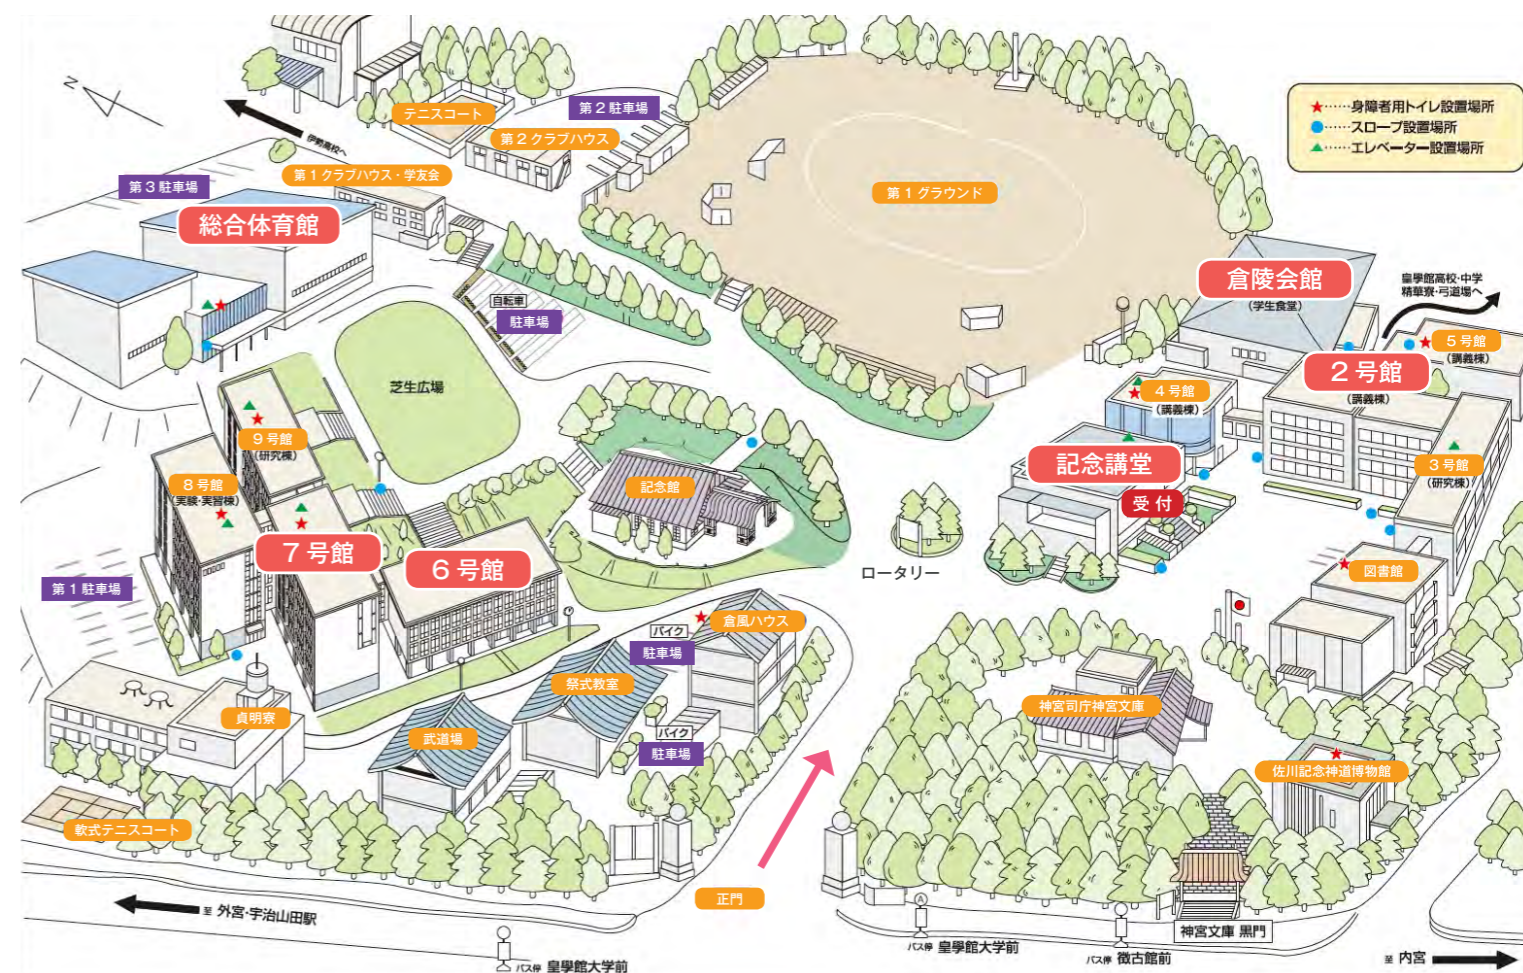 N
テニスコート
第2駐車場
第2クラブハウス
伊勢高校へ
第1クラブハウス・学友会
第3駐車場
総合体育館
第1グラウンド
★……身障者用トイレ設置場所
●……スロープ設置場所
▲……エレベーター設置場所
倉陵会館
(学生食堂)
皇學館高校・中学
精華寮・弓道場へ
自転車
駐車場
5号館
(講義棟)
2号館
(講義棟)
芝生広場
4号館
(講義棟)
9号館
(研究棟)
記念講堂
受付
3号館
(研究棟)
8号館
(実験・実習棟)
記念館
7号館
6号館
ロータリー
図書館
第1駐車場
倉風ハウス
バイク
駐車場
祭式教室
貞明寮
武道場
バイク
駐車場
神宮司庁神宮文庫
佐川記念神道博物館
軟式テニスコート
正門
至 外宮・宇治山田駅
A
バス停 皇學館大学前
バス停 皇學館大学前
バス停 徴古館前
神宮文庫 黒門
至 内宮